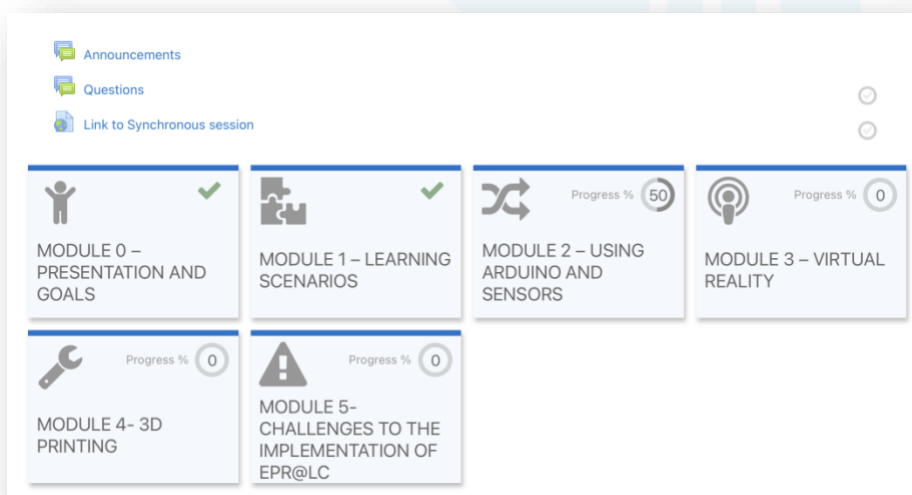 Announcements
Questions
Link to Synchronous session
MODULE 0 –
PRESENTATION AND
GOALS
MODULE 1 – LEARNING
SCENARIOS
Progress % 50
MODULE 2 – USING
ARDUINO AND
SENSORS
Progress % 0
MODULE 3 – VIRTUAL
REALITY
Progress % 0
MODULE 4- 3D
PRINTING
Progress % 0
MODULE 5-
CHALLENGES TO THE
IMPLEMENTATION OF
EPR@LC